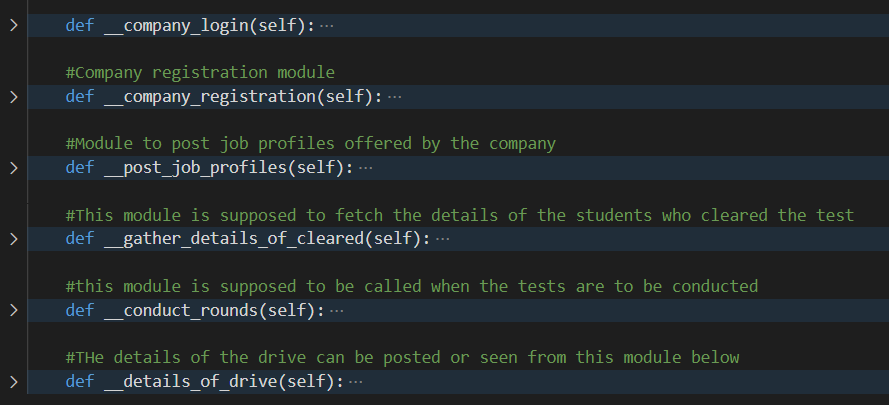 def __company_login(self):···
#Company registration module
def __company_registration(self):···
#Module to post job profiles offered by the company
def __post_job_profiles(self):···
#This module is supposed to fetch the details of the students who cleared the test
def __gather_details_of_cleared(self):···
#this module is supposed to be called when the tests are to be conducted
def __conduct_rounds(self):···
#THe details of the drive can be posted or seen from this module below
def __details_of_drive(self):···